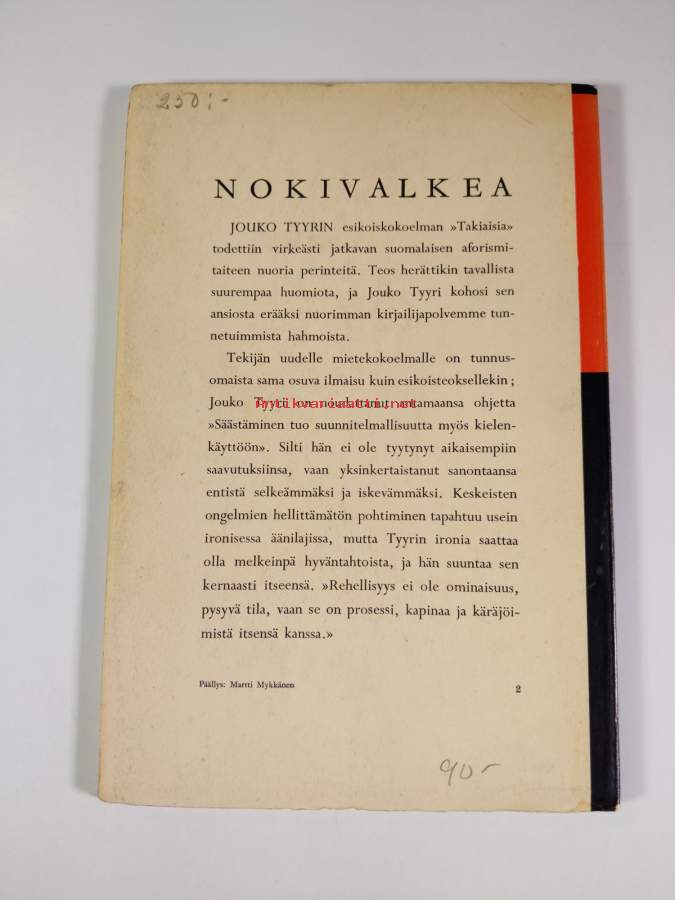 250:-
NOKIVALKEA
JOUKO TYYRIN esikoiskokoelman »Takiaisia»
todettiin virkeästi jatkavan suomalaisen aforismi-
taiteen nuoria perinteitä. Teos herättikin tavallista
suurempaa huomiota, ja Jouko Tyyri kohosi sen
ansiosta erääksi nuorimman kirjailijapolvemme tun-
netuimmista hahmoista.
Tekijän uudelle mietekokoelmalle on tunnus-
omaista sama osuva ilmaisu kuin esikoisteoksellekin;
Jouko Tyyri on noudattanut antamaansa ohjetta
Antikvariaatti.net
»Säästäminen tuo suunnitelmallisuutta myös kielen-
käyttöön». Silti hän ei ole tyytynyt aikaisempiin
saavutuksiinsa, vaan yksinkertaistanut sanontaansa
entistä selkeämmäksi ja iskevämmäksi. Keskeisten
ongelmien hellittämätön pohtiminen tapahtuu usein
ironisessa äänilajissa, mutta Tyyrin ironia saattaa
olla melkeinpä hyväntahtoista, ja hän suuntaa sen
kernaasti itseensä. »Rehellisyys ei ole ominaisuus,
pysyvä tila, vaan se on prosessi, kapinaa ja käräjöi-
mistä itsensä kanssa.»
Päällys: Martti Mykkänen
2
90-